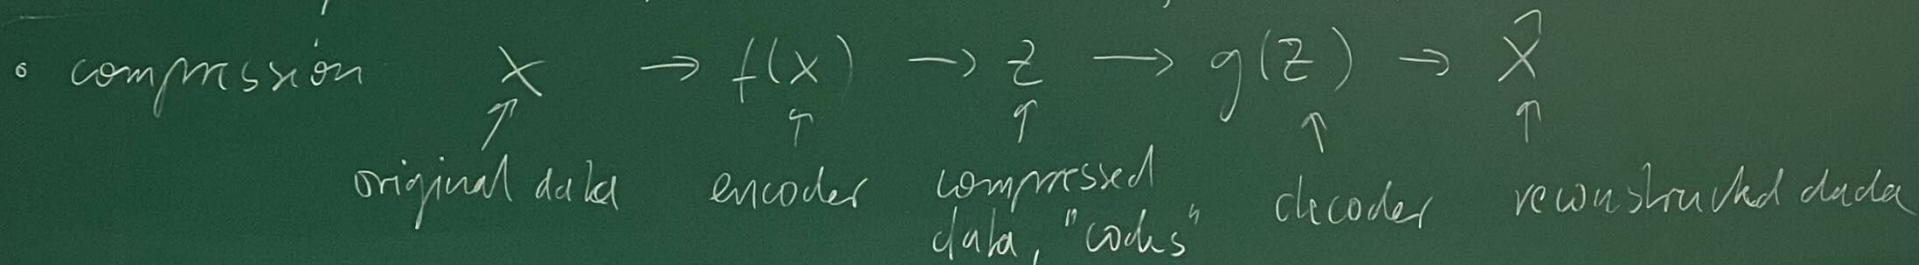 • compression X → f(x) → z → g(z) → X̂
↑ ↑ ↑ ↑ ↑
original data encoder compressed decoder reconstructed data
data, "codes"